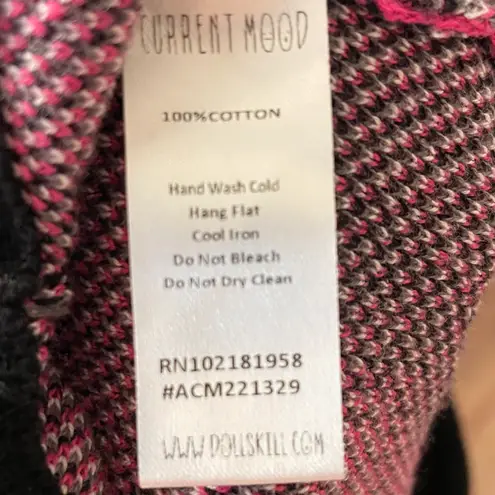 CURRENT MOOD
100%COTTON
Hand Wash Cold
Hang Flat
Cool Iron
Do Not Bleach
Do Not Dry Clean
RN102181958
#ACM221329
WWW.DOLLSKILL.COM